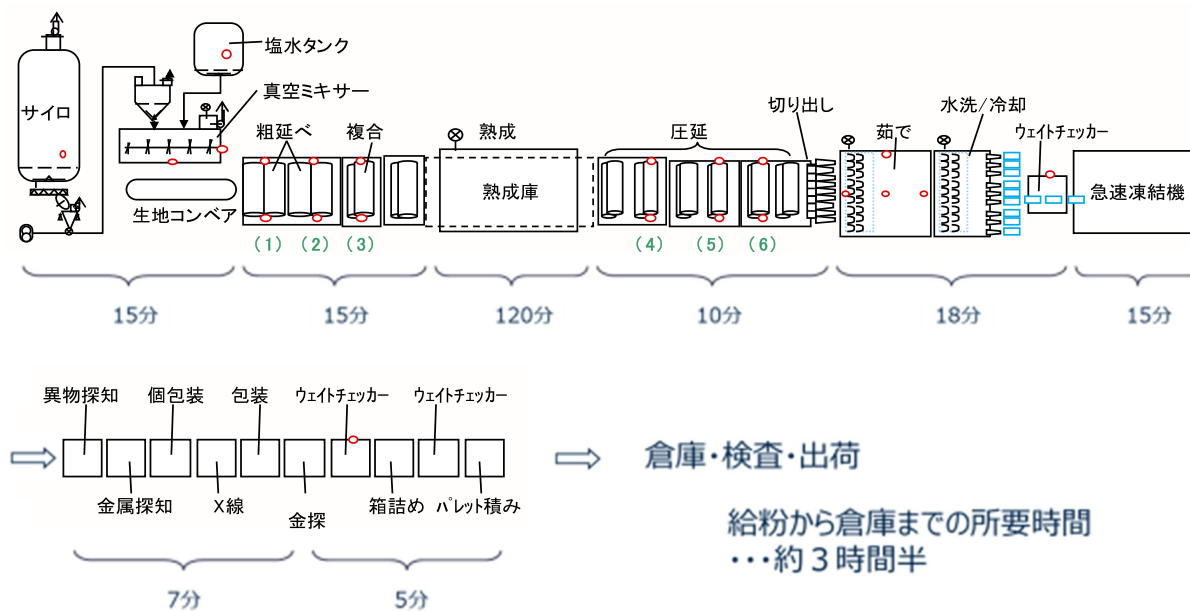 塩水タンク
サイロ
真空ミキサー
生地コンベア
粗延べ
複合
熟成
熟成庫
圧延
切り出し
茹で
水洗/冷却
ウェイトチェッカー
急速凍結機
(1)
(2)
(3)
(4)
(5)
(6)
15分
15分
120分
10分
18分
15分
異物探知
個包装
包装
ウェイトチェッカー
ウェイトチェッカー
金属探知
X線
金探
箱詰め
パレット積み
7分
5分
倉庫・検査・出荷
給粉から倉庫までの所要時間
・・・約3時間半